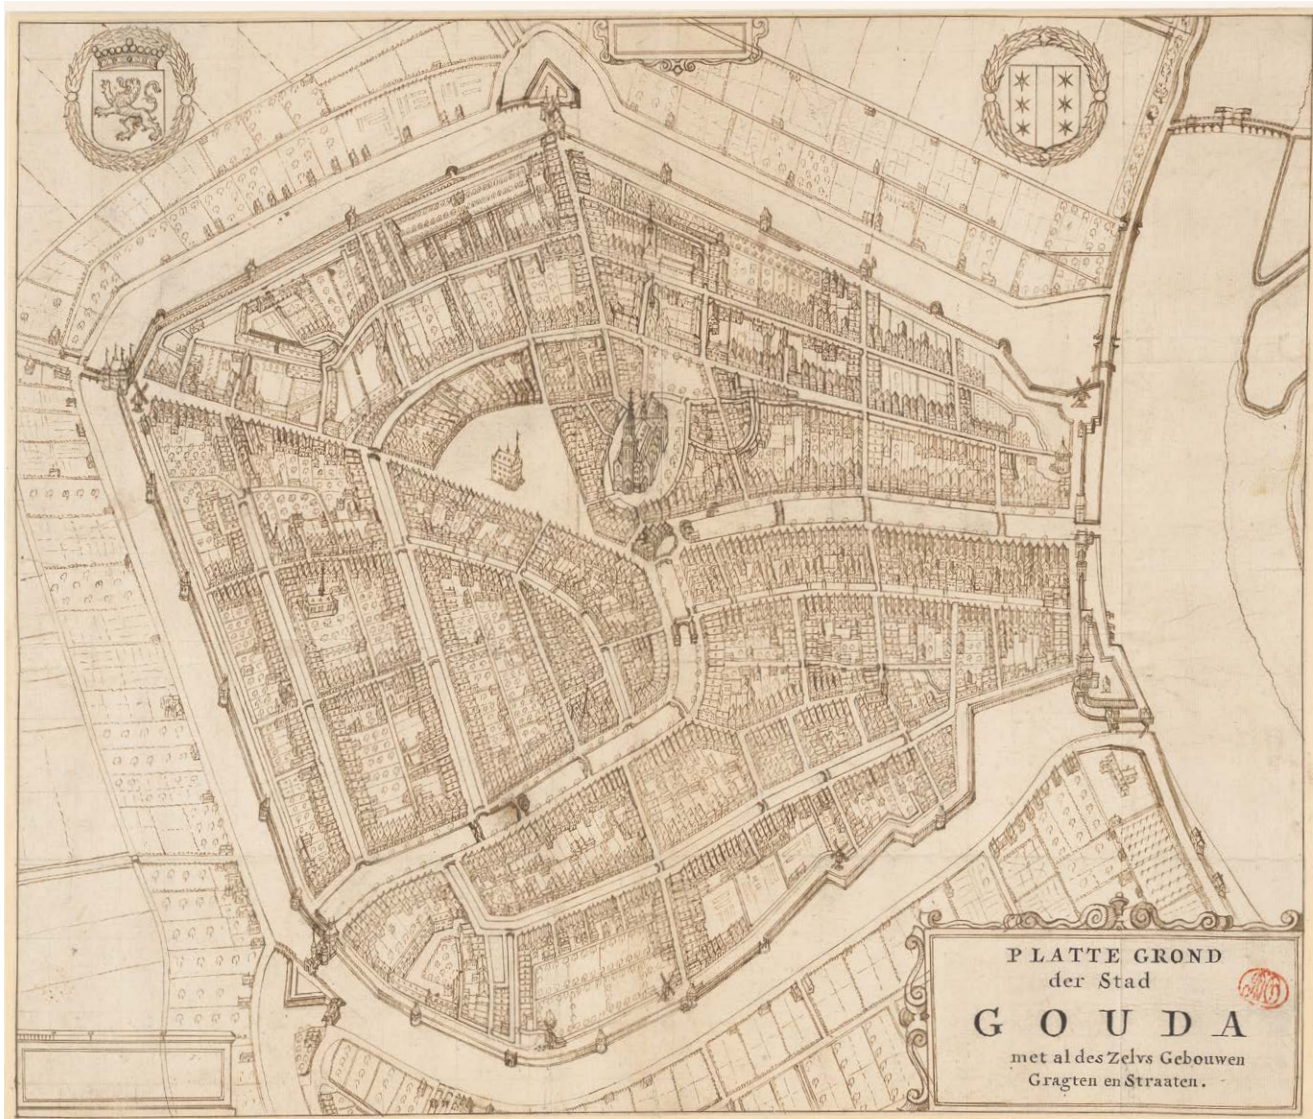 PLATTE GROND
der Stad
GOUDA
met al des Zelvs Gebouwen
Gragten en Straaten.